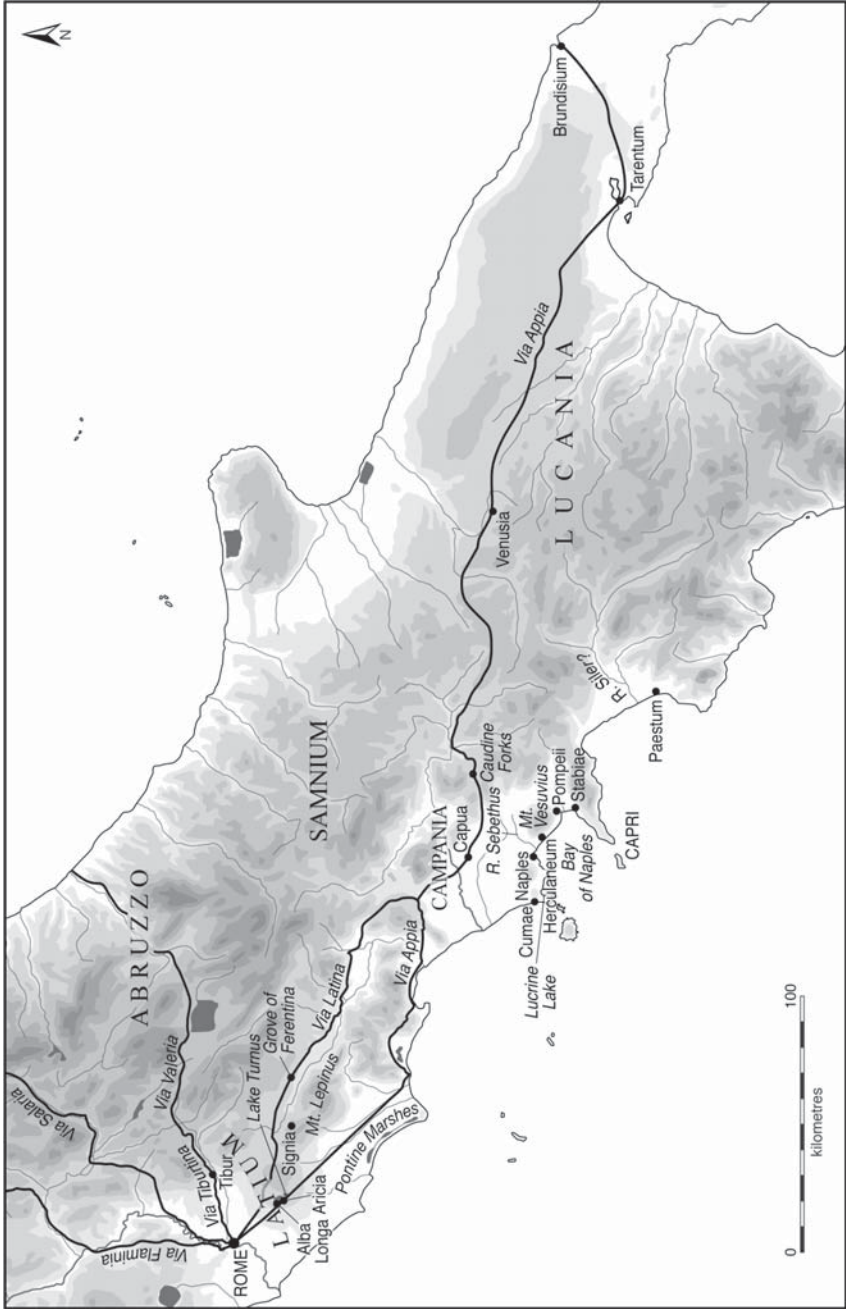 N
Via Salaria
Via Flaminia
Via Valeria
ABRUZZO
Via Tiburtina
Tibur
ROME
LATIUM
Alba
Longa
Aricia
Lake Turnus
Signia
Mt. Lepinus
Grove of
Ferentina
Via Latina
Pontine Marshes
Via Appia
SAMNIUM
CAMPANIA
Capua
Caudine
Forks
R. Sebethus
Mt.
Vesuvius
Naples
Cumae
Herculaneum
Pompeii
Stabiae
Bay
of Naples
Lucrine
Lake
CAPRI
R. Siler
Paestum
Venusia
LUCANIA
Via Appia
Tarentum
Brundisium
0
100
kilometres